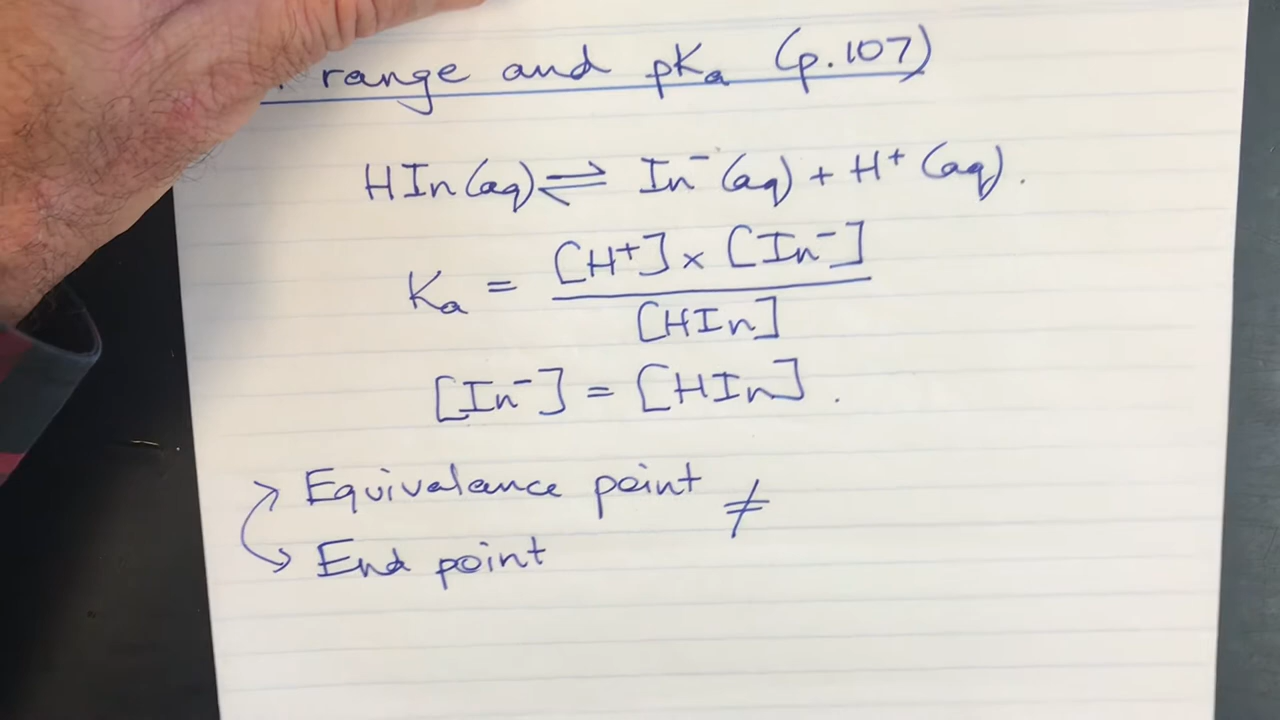 range and pKa (p.107)
HIn (aq) ⇌ In⁻ (aq) + H⁺ (aq).
Ka = [H⁺] × [In⁻] / [HIn]
[In⁻] = [HIn].
Equivalance point ≠
End point